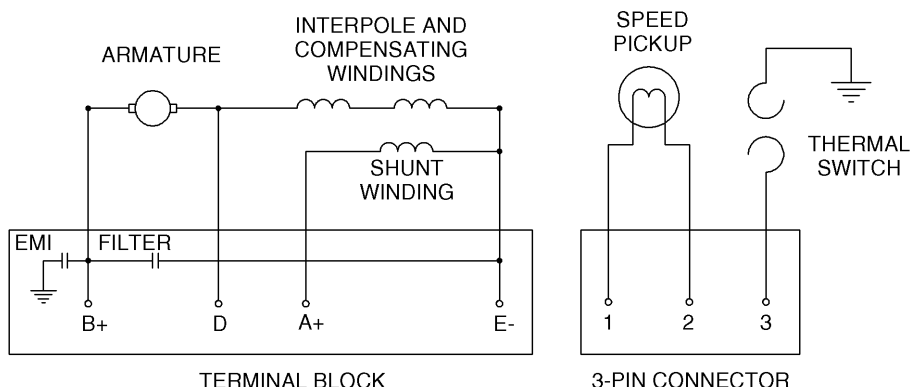 ARMATURE
INTERPOLE AND
COMPENSATING
WINDINGS
SHUNT
WINDING
EMI FILTER
B+ D A+ E-
TERMINAL BLOCK
SPEED
PICKUP
THERMAL
SWITCH
1 2 3
3-PIN CONNECTOR